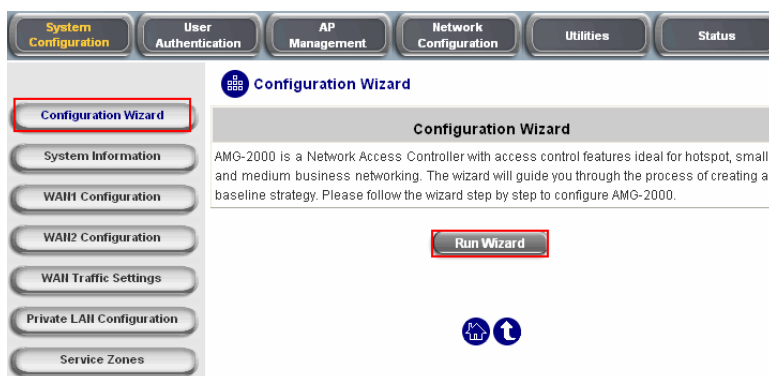 System Configuration
User Authentication
AP Management
Network Configuration
Utilities
Status
Configuration Wizard
System Information
WAN1 Configuration
WAN2 Configuration
WAN Traffic Settings
Private LAN Configuration
Service Zones
Configuration Wizard
Configuration Wizard
AMG-2000 is a Network Access Controller with access control features ideal for hotspot, small
and medium business networking. The wizard will guide you through the process of creating a
baseline strategy. Please follow the wizard step by step to configure AMG-2000.
Run Wizard